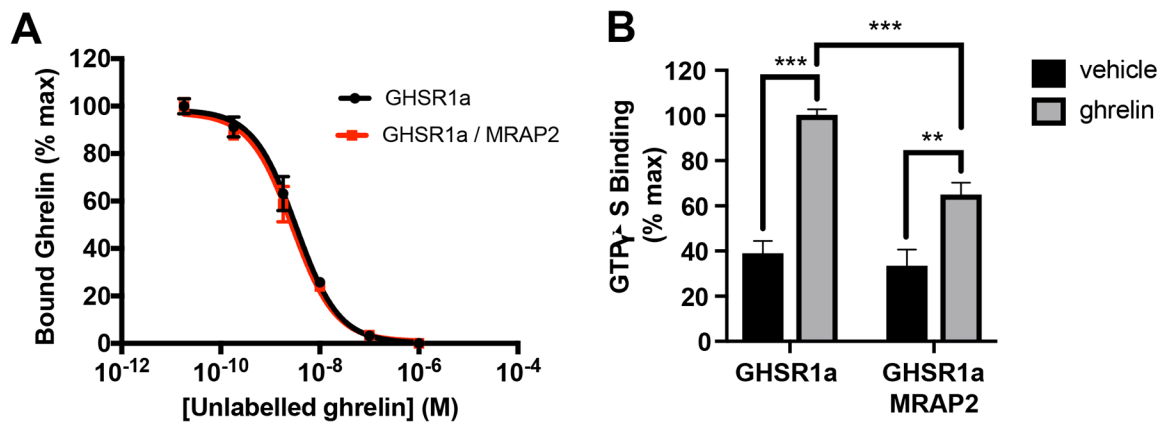 A
Bound Ghrelin (% max)
120
100
80
60
40
20
0
10-12
10-10
10-8
10-6
10-4
[Unlabelled ghrelin] (M)
GHSR1a
GHSR1a / MRAP2
B
GTPγ S Binding
(% max)
120
100
80
60
40
20
0
***
***
**
GHSR1a
GHSR1a
MRAP2
vehicle
ghrelin